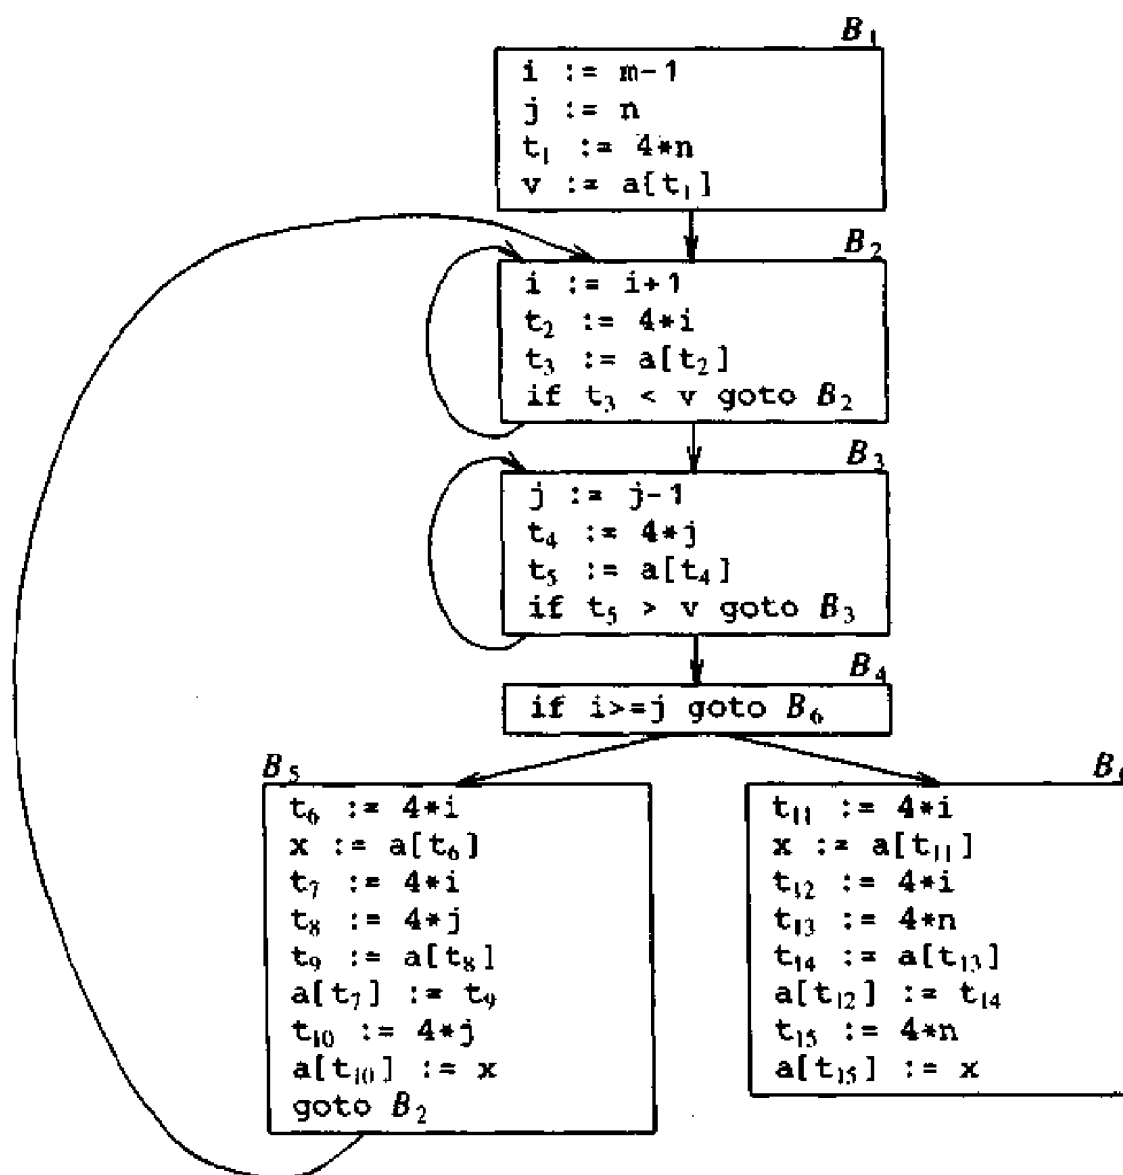 B₁
i := m-1
j := n
t₁ := 4*n
v := a[t₁]
B₂
i := i+1
t₂ := 4*i
t₃ := a[t₂]
if t₃ < v goto B₂
B₃
j := j-1
t₄ := 4*j
t₅ := a[t₄]
if t₅ > v goto B₃
B₄
if i>=j goto B₆
B₅
t₆ := 4*i
x := a[t₆]
t₇ := 4*i
t₈ := 4*j
t₉ := a[t₈]
a[t₇] := t₉
t₁₀ := 4*j
a[t₁₀] := x
goto B₂
B₆
t₁₁ := 4*i
x := a[t₁₁]
t₁₂ := 4*i
t₁₃ := 4*n
t₁₄ := a[t₁₃]
a[t₁₂] := t₁₄
t₁₅ := 4*n
a[t₁₅] := x